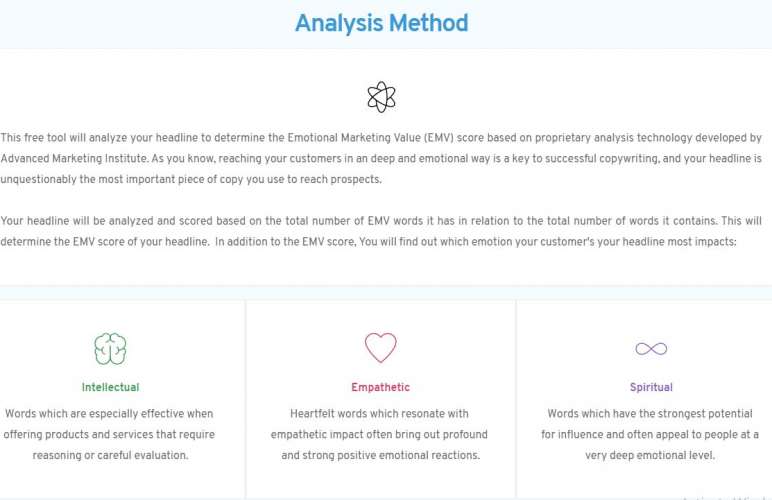 Analysis Method
This free tool will analyze your headline to determine the Emotional Marketing Value (EMV) score based on proprietary analysis technology developed by
Advanced Marketing Institute. As you know, reaching your customers in an deep and emotional way is a key to successful copywriting, and your headline is
unquestionably the most important piece of copy you use to reach prospects.
Your headline will be analyzed and scored based on the total number of EMV words it has in relation to the total number of words it contains. This will
determine the EMV score of your headline. In addition to the EMV score, You will find out which emotion your customer's your headline most impacts:
Intellectual
Words which are especially effective when
offering products and services that require
reasoning or careful evaluation.
Empathetic
Heartfelt words which resonate with
empathetic impact often bring out profound
and strong positive emotional reactions.
Spiritual
Words which have the strongest potential
for influence and often appeal to people at a
very deep emotional level.